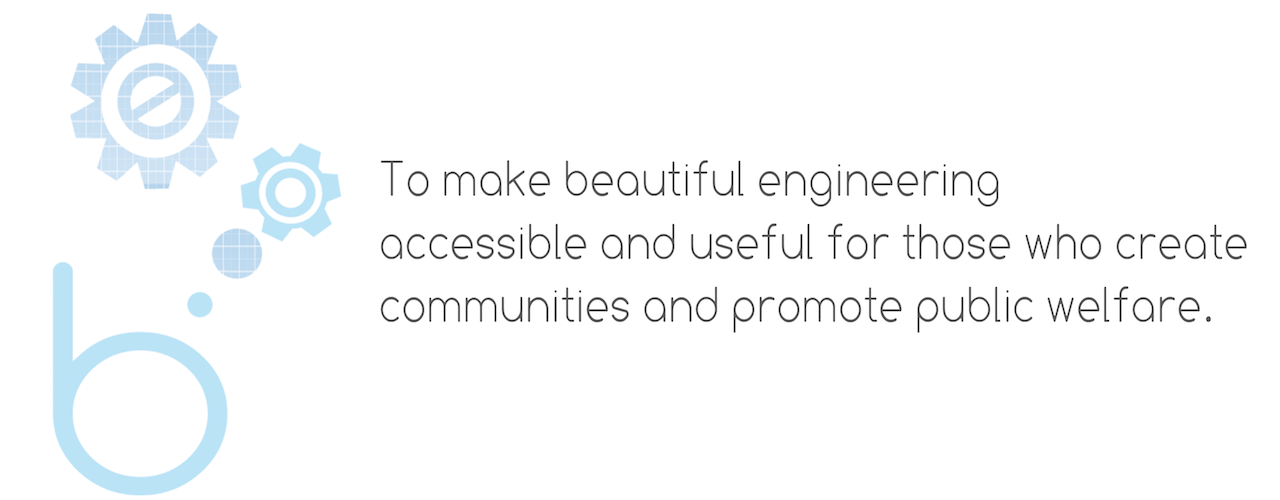 e
b
To make beautiful engineering
accessible and useful for those who create
communities and promote public welfare.